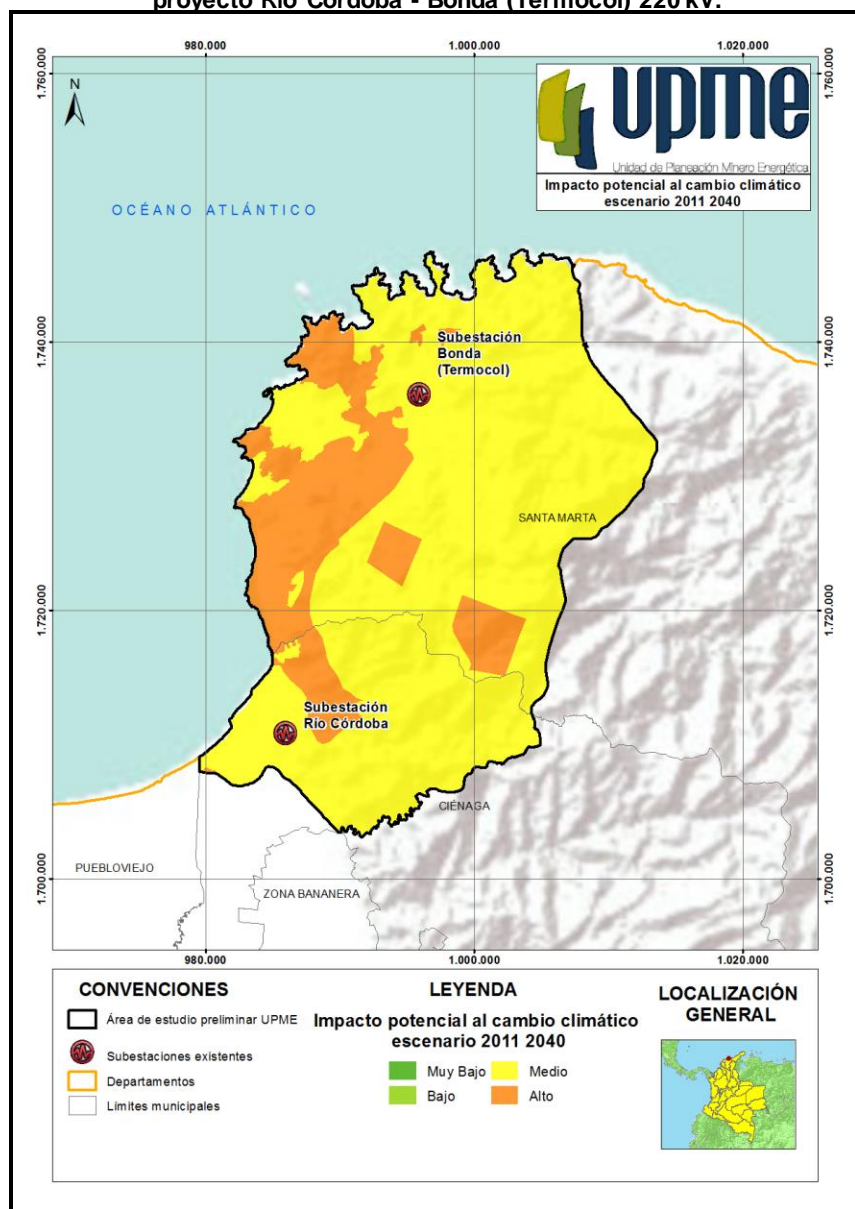 proyecto Río Córdoba - Bonda (Termocol) 220 kV.
980.000
1.000.000
1.020.000
1.760.000
1.760.000
N
upme
Unidad de Planeación Minero Energética
Impacto potencial al cambio climático
escenario 2011 2040
OCÉANO ATLÁNTICO
1.740.000
1.740.000
Subestación
Bonda
(Termocol)
SANTA MARTA
1.720.000
1.720.000
Subestación
Río Córdoba
CIÉNAGA
PUEBLOVIEJO
ZONA BANANERA
1.700.000
1.700.000
980.000
1.000.000
1.020.000
CONVENCIONES
Área de estudio preliminar UPME
Subestaciones existentes
Departamentos
Límites municipales
LEYENDA
Impacto potencial al cambio climático
escenario 2011 2040
Muy Bajo
Medio
Bajo
Alto
LOCALIZACIÓN
GENERAL